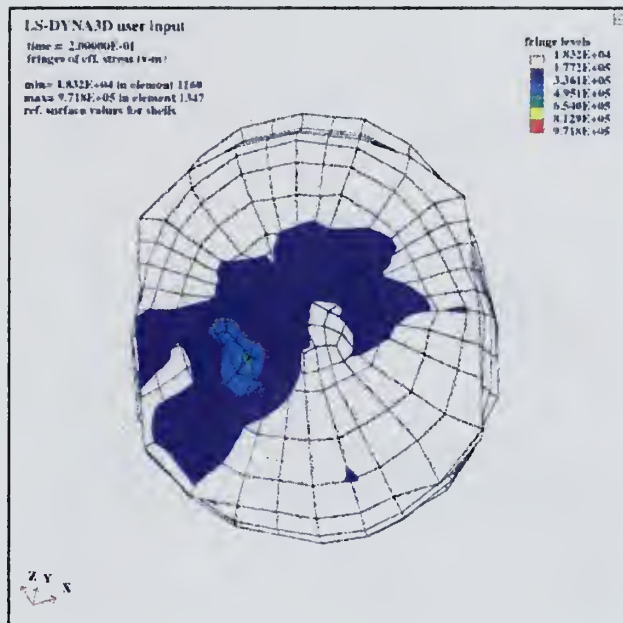 LS-DYNA3D user input
time = 2.00000E-01
fringes of eff. stress (v-m)
min= 1.832E+04 in element 1160
max= 9.718E+05 in element 1347
ref. surface values for shells
fringe levels
1.832E+04
1.772E+05
3.361E+05
4.951E+05
6.540E+05
8.129E+05
9.718E+05
Z Y X